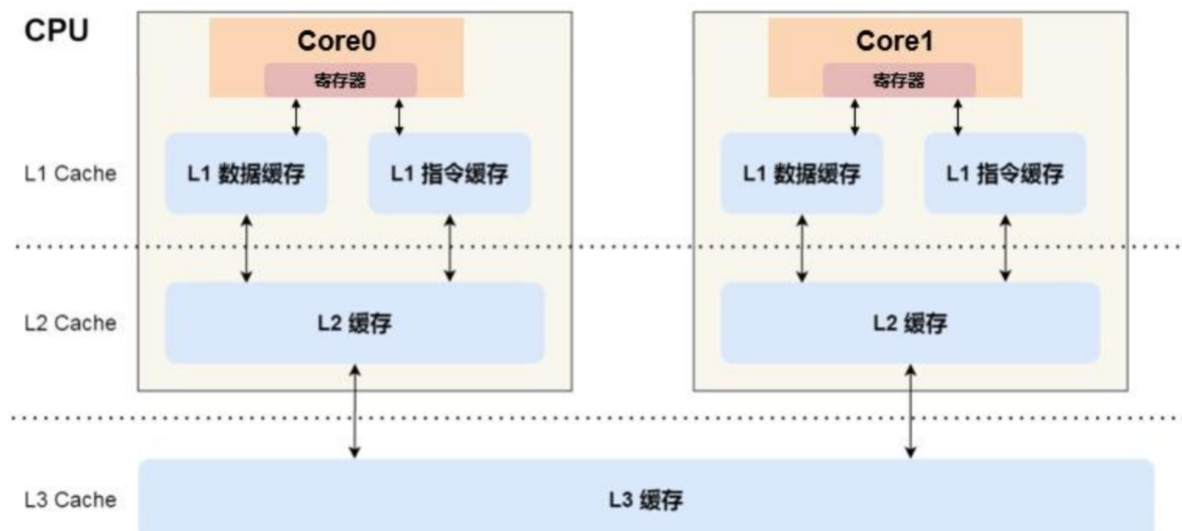 CPU
Core0
Core1
寄存器
寄存器
L1 Cache
L1 数据缓存
L1 指令缓存
L1 数据缓存
L1 指令缓存
L2 Cache
L2 缓存
L2 缓存
L3 Cache
L3 缓存